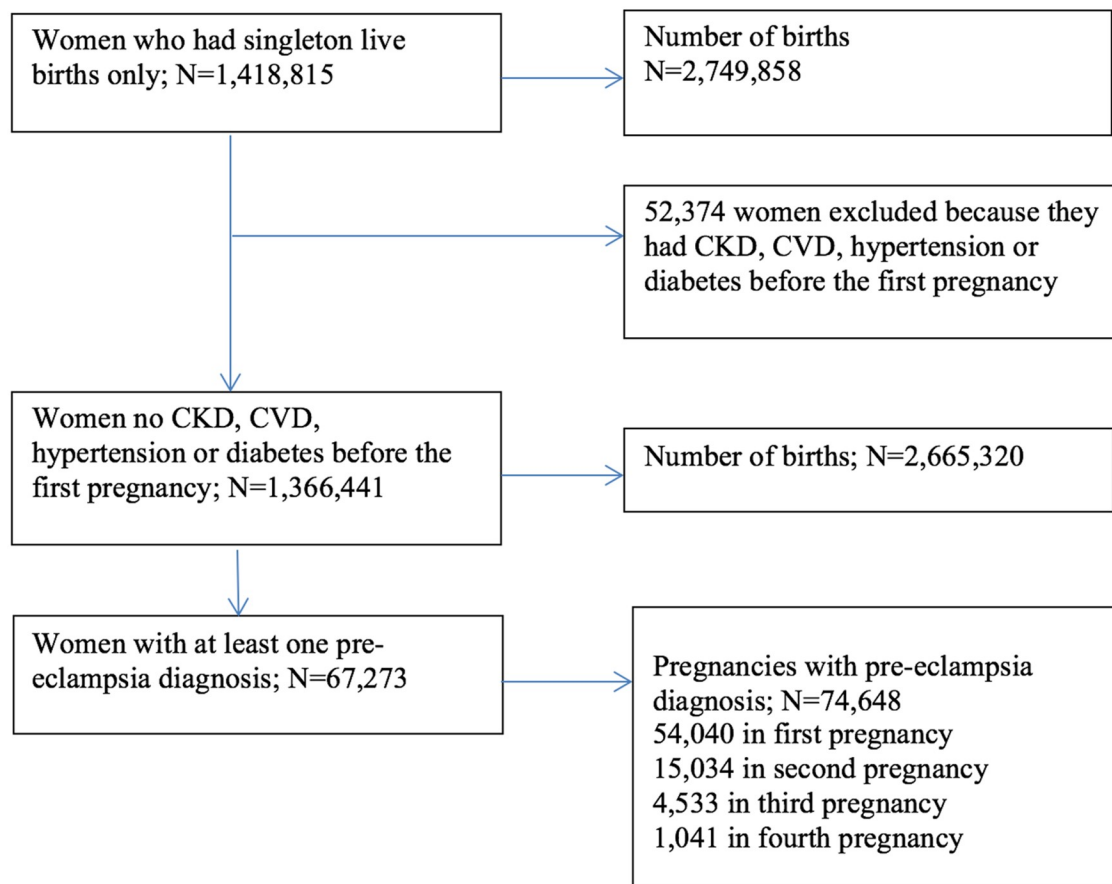 Women who had singleton live
births only; N=1,418,815
Number of births
N=2,749,858
52,374 women excluded because they
had CKD, CVD, hypertension or
diabetes before the first pregnancy
Women no CKD, CVD,
hypertension or diabetes before the
first pregnancy; N=1,366,441
Number of births; N=2,665,320
Women with at least one pre-
eclampsia diagnosis; N=67,273
Pregnancies with pre-eclampsia
diagnosis; N=74,648
54,040 in first pregnancy
15,034 in second pregnancy
4,533 in third pregnancy
1,041 in fourth pregnancy